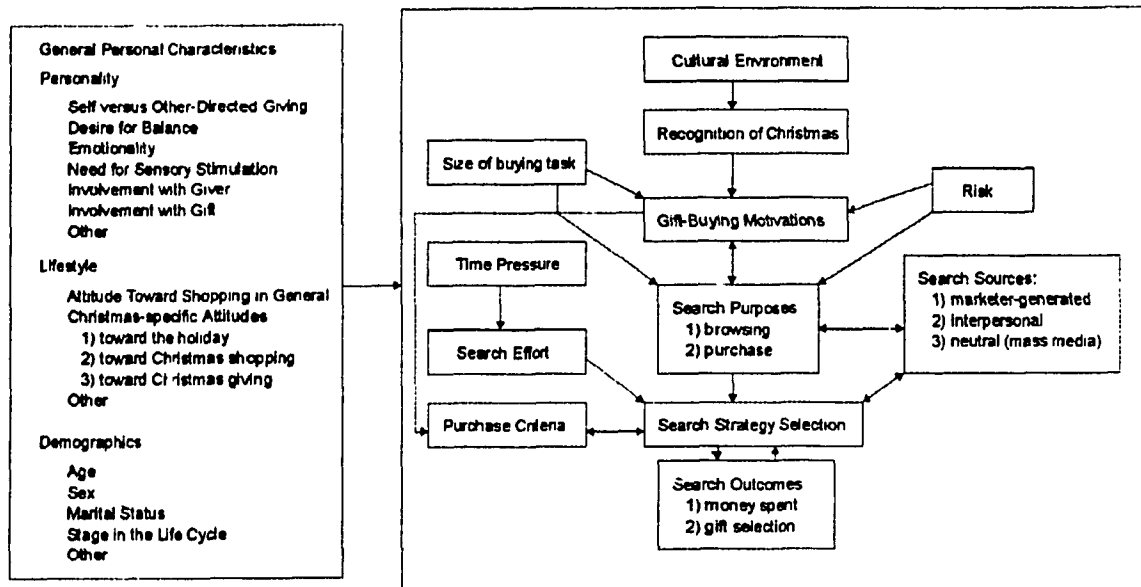 General Personal Characteristics
Personality
Self versus Other-Directed Giving
Desire for Balance
Emotionality
Need for Sensory Stimulation
Involvement with Giver
Involvement with Gift
Other
Lifestyle
Attitude Toward Shopping in General
Christmas-specific Attitudes
1) toward the holiday
2) toward Christmas shopping
3) toward Christmas giving
Other
Demographics
Age
Sex
Marital Status
Stage in the Life Cycle
Other
Cultural Environment
Recognition of Christmas
Size of buying task
Risk
Gift-Buying Motivations
Time Pressure
Search Purposes
1) browsing
2) purchase
Search Sources:
1) marketer-generated
2) interpersonal
3) neutral (mass media)
Search Effort
Purchase Criteria
Search Strategy Selection
Search Outcomes
1) money spent
2) gift selection